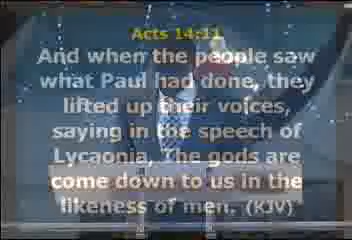 Acts 14:11
And when the people saw
what Paul had done, they
lifted up their voices,
saying in the speech of
Lycaonia, The gods are
come down to us in the
likeness of men. (KJV)